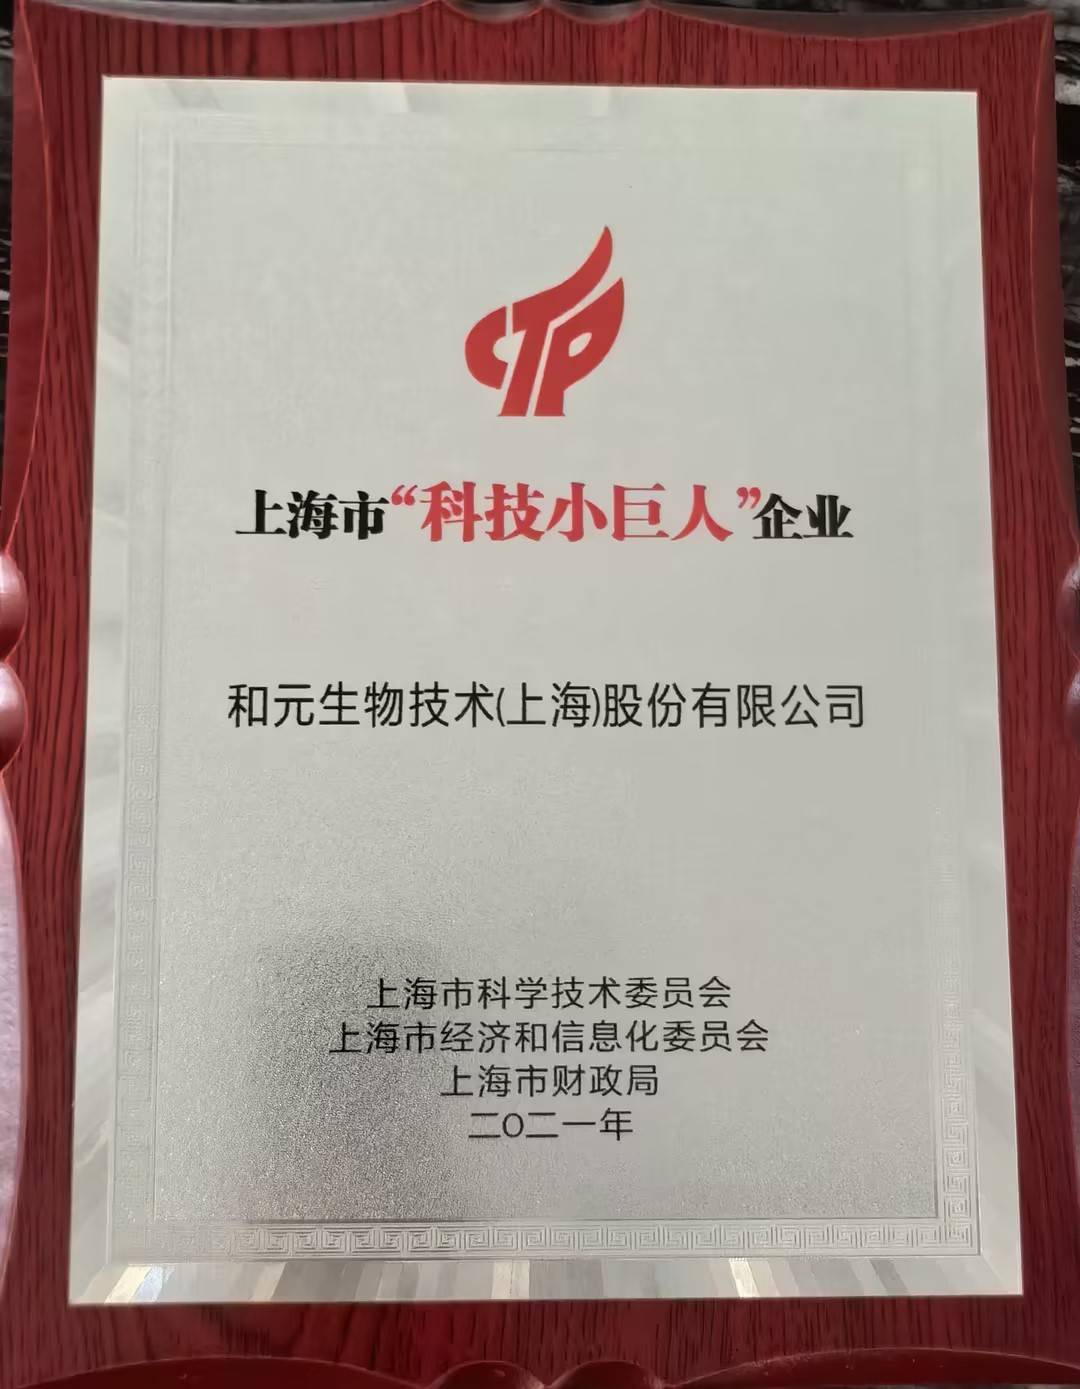 CTP
上海市“科技小巨人”企业
和元生物技术(上海)股份有限公司
上海市科学技术委员会
上海市经济和信息化委员会
上海市财政局
二〇二一年